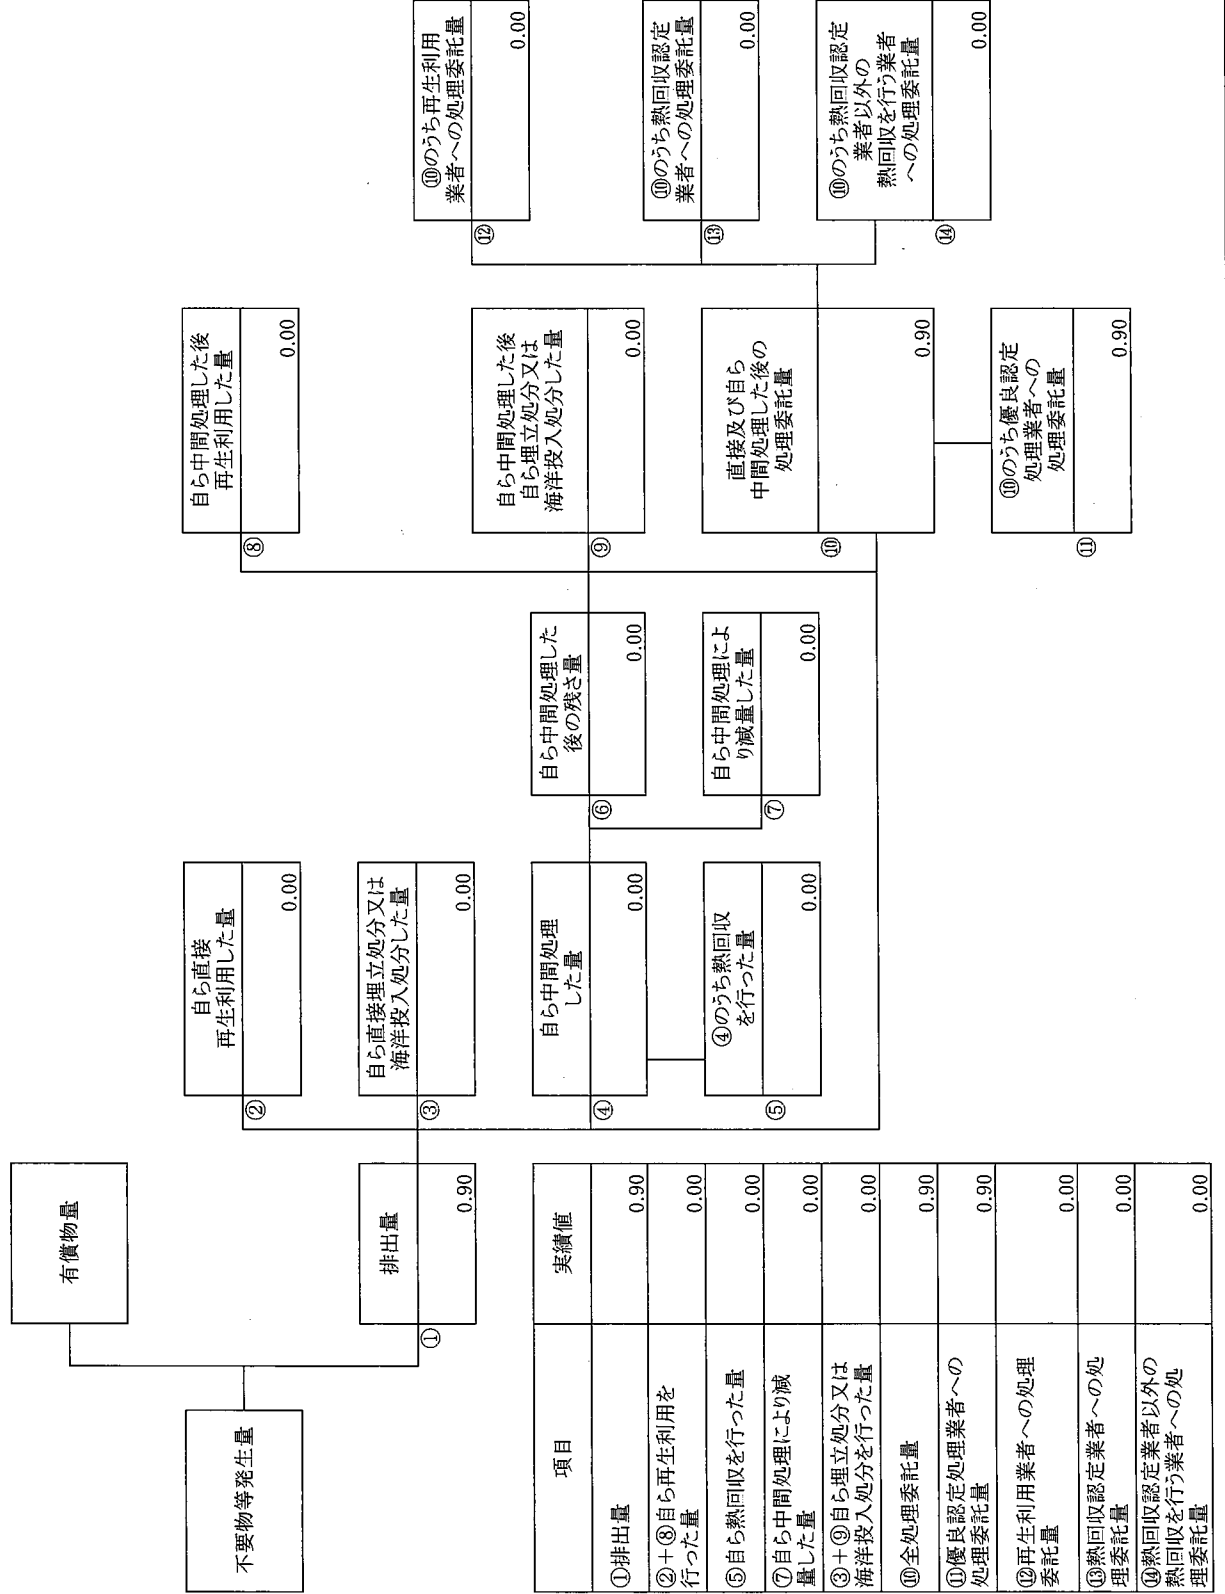 不要物等発生量
有償物量
排出量
①
0.90
自ら直接
再生利用した量
②
0.00
自ら直接埋立処分又は
海洋投入処分した量
③
0.00
自ら中間処理
した量
④
0.00
④のうち熱回収
を行った量
⑤
0.00
自ら中間処理した
後の残さ量
⑥
0.00
自ら中間処理によ
り減量した量
⑦
0.00
自ら中間処理した後
再生利用した量
⑧
0.00
自ら中間処理した後
自ら埋立処分又は
海洋投入処分した量
⑨
0.00
直接及び自ら
中間処理した後の
処理委託量
⑩
0.90
⑩のうち優良認定
処理業者への
処理委託量
⑪
0.90
⑩のうち再生利用
業者への処理委託量
⑫
0.00
⑩のうち熱回収認定
業者への処理委託量
⑬
0.00
⑩のうち熱回収認定
業者以外の
熱回収を行う業者
への処理委託量
⑭
0.00
項目 実績値
①排出量 0.90
②+⑧自ら再生利用を
行った量 0.00
⑤自ら熱回収を行った量 0.00
⑦自ら中間処理により減
量した量 0.00
③+⑨自ら埋立処分又は
海洋投入処分を行った量 0.00
⑩全処理委託量 0.90
⑪優良認定処理業者への
処理委託量 0.90
⑫再生利用業者への処理
委託量 0.00
⑬熱回収認定業者への処
理委託量 0.00
⑭熱回収認定業者以外の
熱回収を行う業者への処
理委託量 0.00